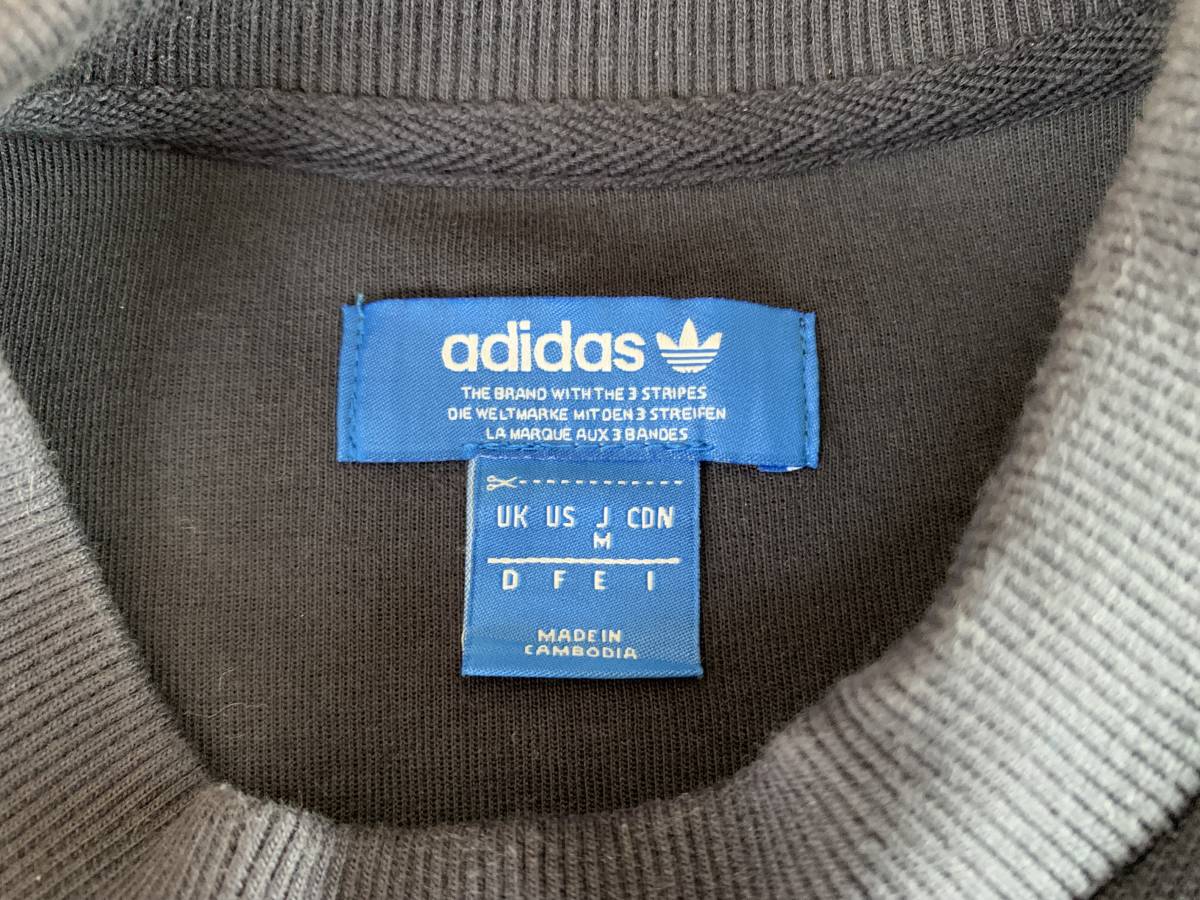 adidas
THE BRAND WITH THE 3 STRIPES
DIE WELTMARKE MIT DEN 3 STREIFEN
LA MARQUE AUX 3 BANDES
UK US J CDN
M
D F E I
MADE IN
CAMBODIA